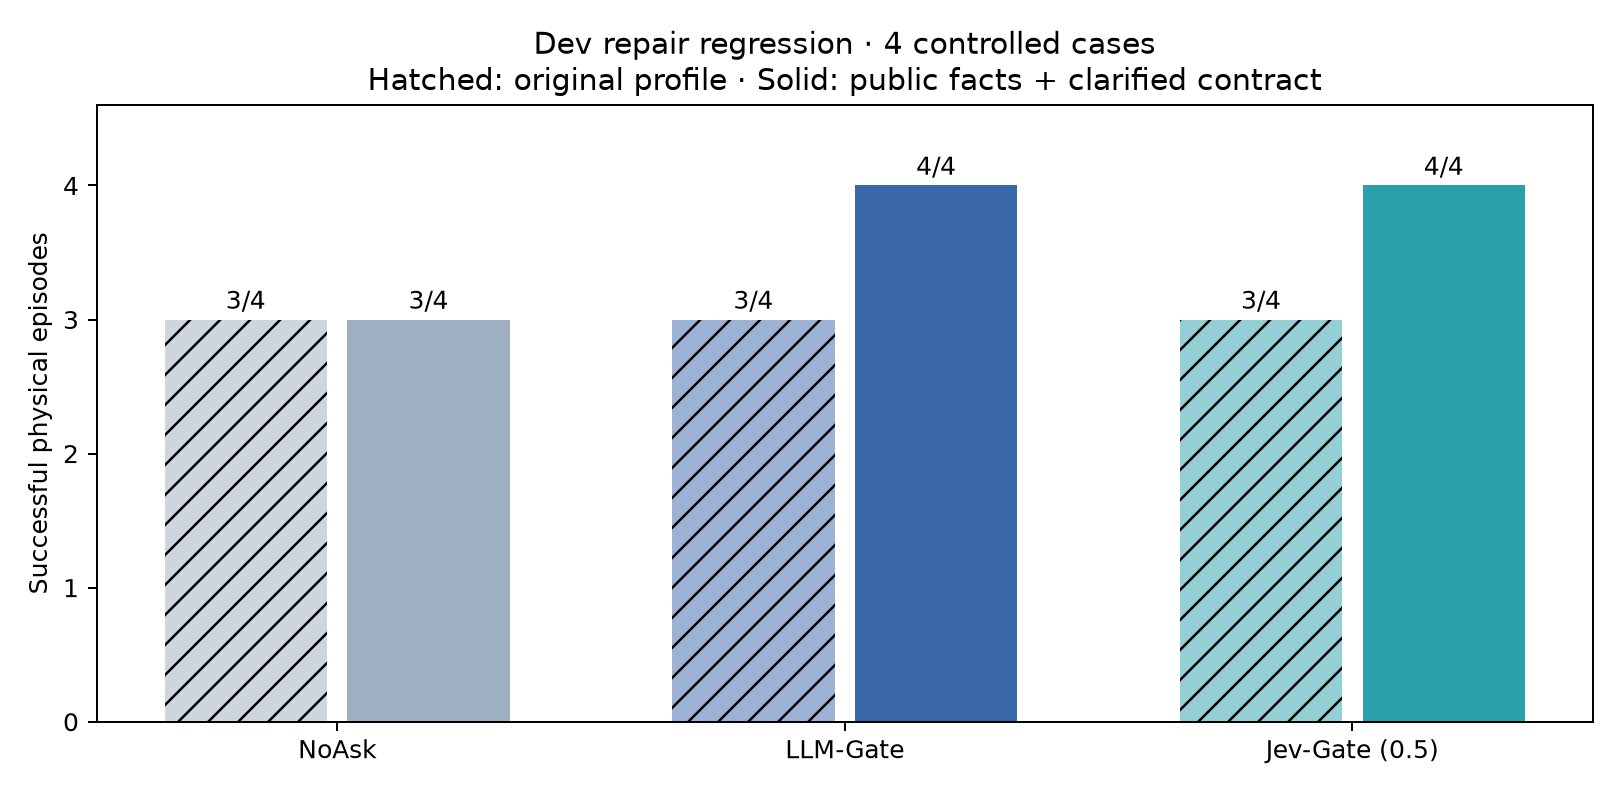 Dev repair regression · 4 controlled cases
Hatched: original profile · Solid: public facts + clarified contract
Successful physical episodes
4
3
2
1
0
3/4
3/4
3/4
4/4
3/4
4/4
NoAsk
LLM-Gate
Jev-Gate (0.5)